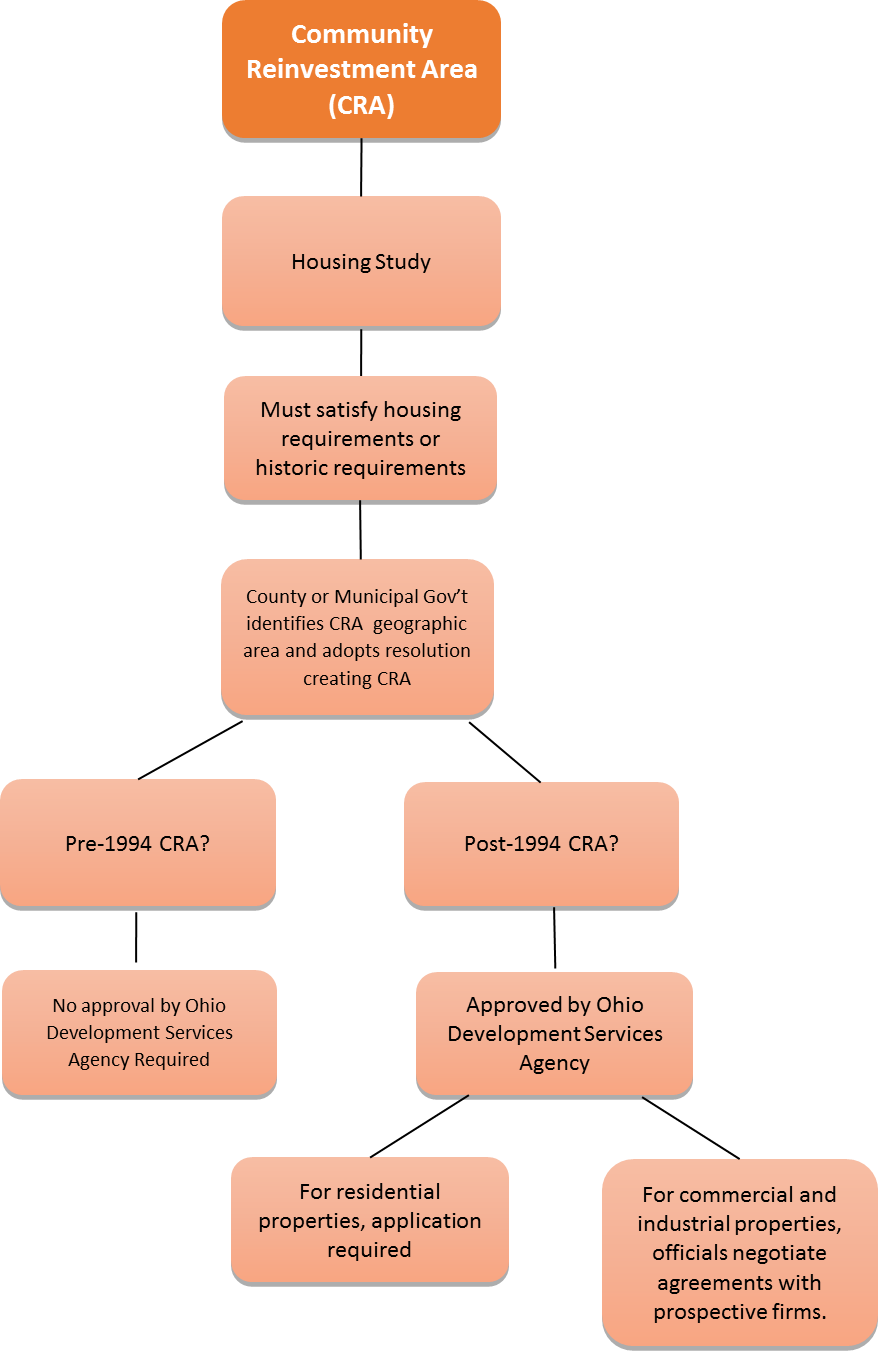 Community
Reinvestment Area
(CRA)
Housing Study
Must satisfy housing
requirements or
historic requirements
County or Municipal Gov’t
identifies CRA  geographic
area and adopts resolution
creating CRA
Pre-1994 CRA?
Post-1994 CRA?
No approval by Ohio
Development Services
Agency Required
Approved by Ohio
Development Services
Agency
For residential
properties, application
required
For commercial and
industrial properties,
officials negotiate
agreements with
prospective firms.